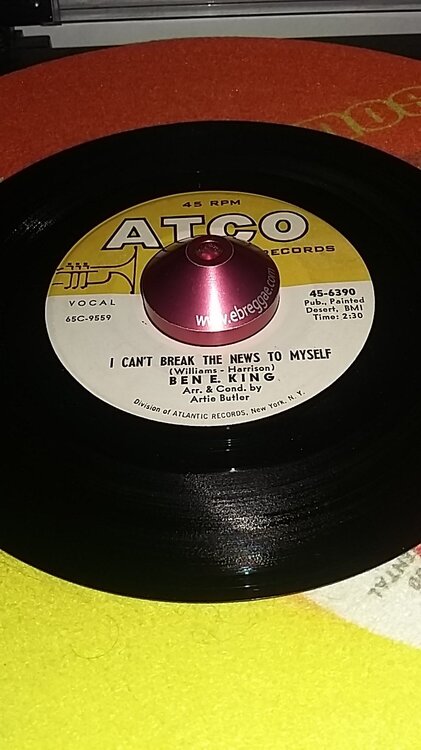 45 RPM
ATCO
RECORDS
www.ebreggae.com
VOCAL
65C-9559
45-6390
Pub., Painted
Desert, BMI
Time: 2:30
I CAN'T BREAK THE NEWS TO MYSELF
(Williams - Harrison)
BEN E. KING
Arr. & Cond. by
Artie Butler
Division of ATLANTIC RECORDS, New York, N. Y.